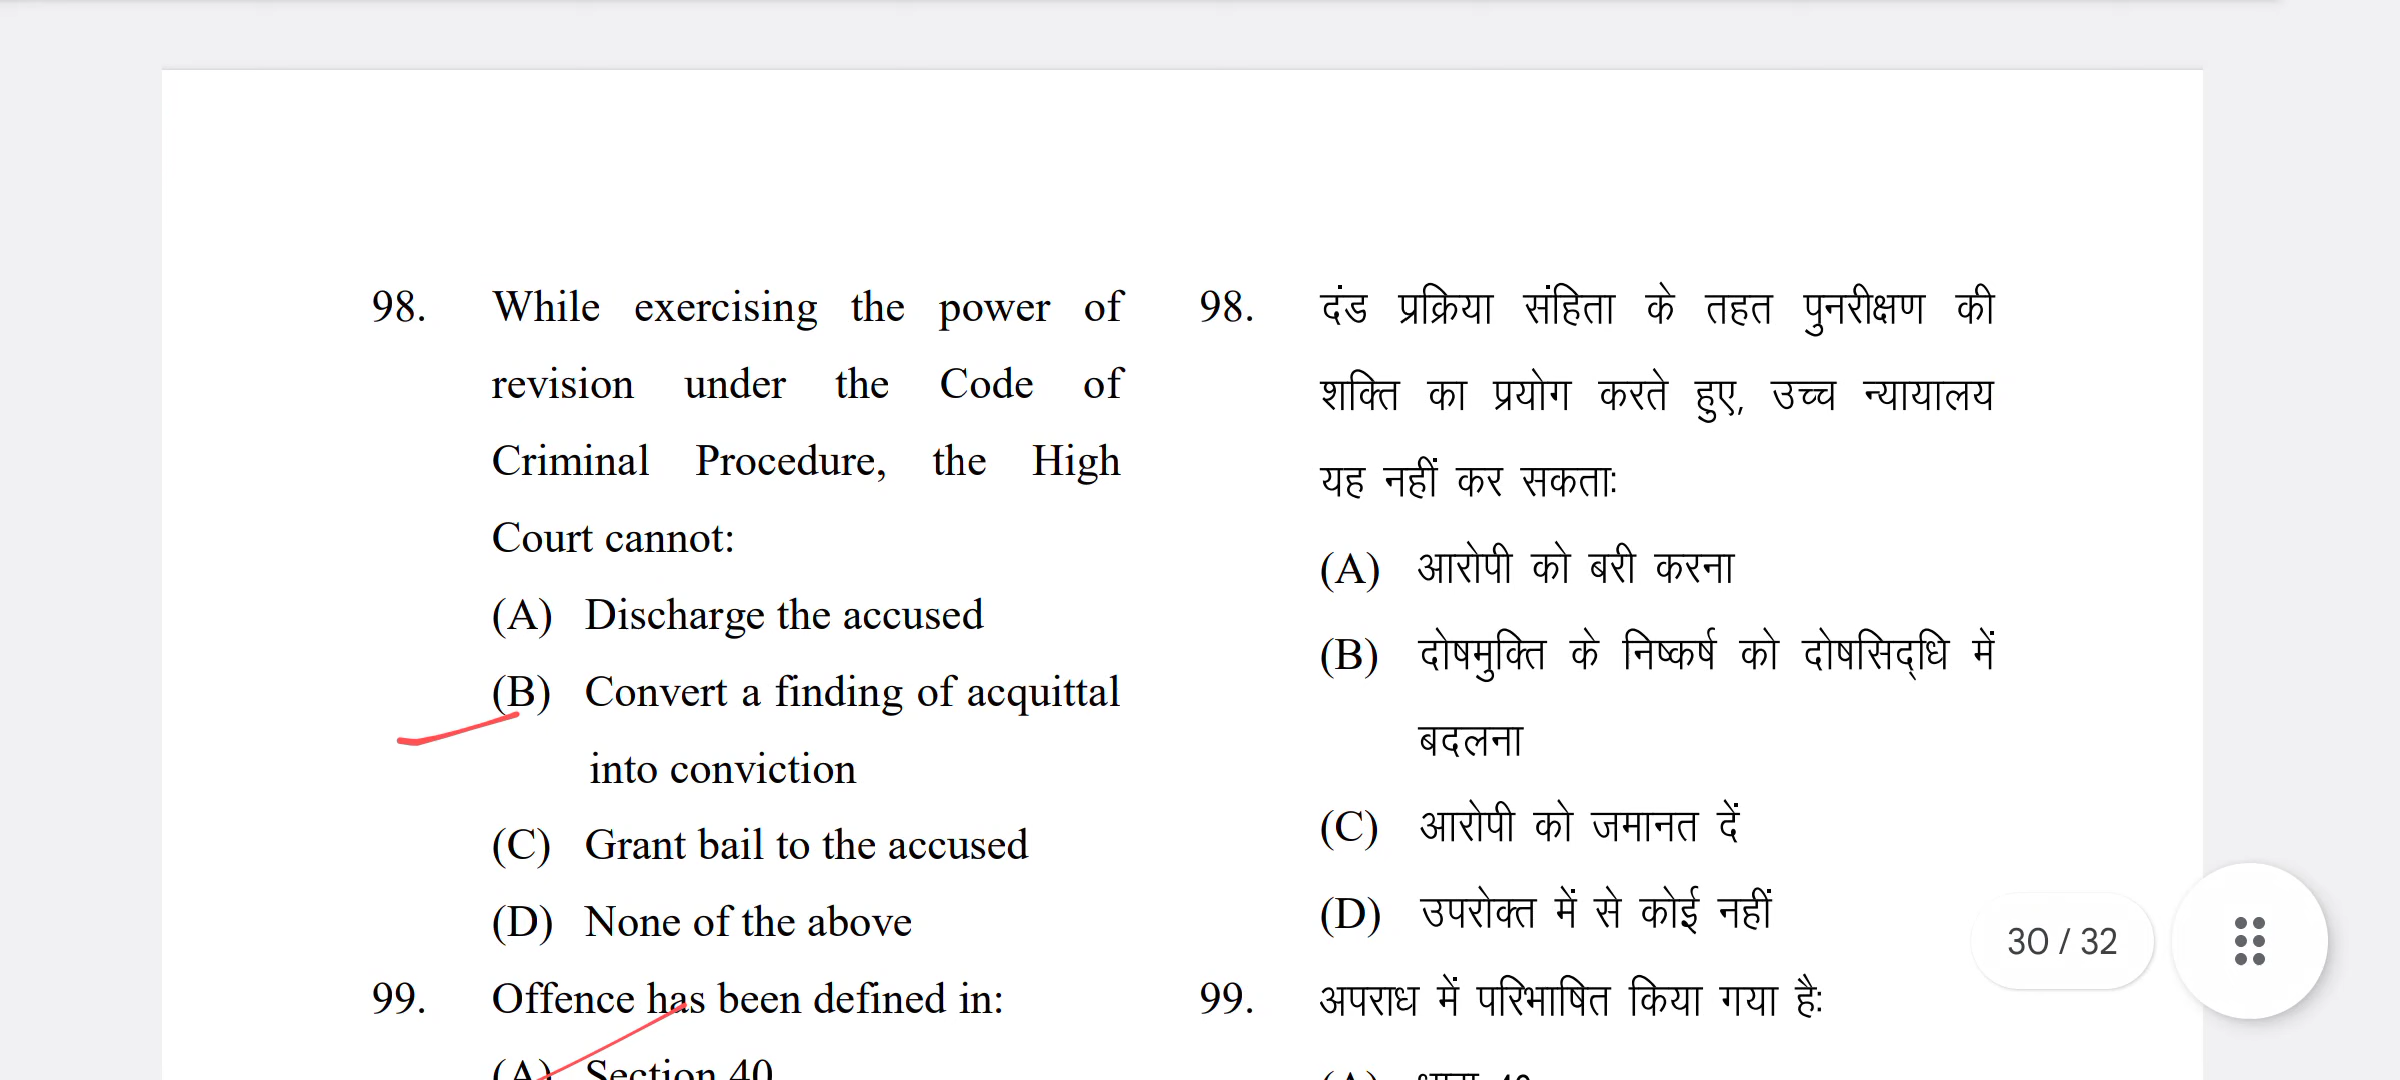 98. While exercising the power of
revision under the Code of
Criminal Procedure, the High
Court cannot:
(A) Discharge the accused
(B) Convert a finding of acquittal
into conviction
(C) Grant bail to the accused
(D) None of the above
99. Offence has been defined in:
(A) Section 40
98. दंड प्रक्रिया संहिता के तहत पुनरीक्षण की
शक्ति का प्रयोग करते हुए, उच्च न्यायालय
यह नहीं कर सकताः
(A) आरोपी को बरी करना
(B) दोषमुक्ति के निष्कर्ष को दोषसिद्धि में
बदलना
(C) आरोपी को जमानत दें
(D) उपरोक्त में से कोई नहीं
99. अपराध में परिभाषित किया गया हैः
(A) धारा 40
30 / 32